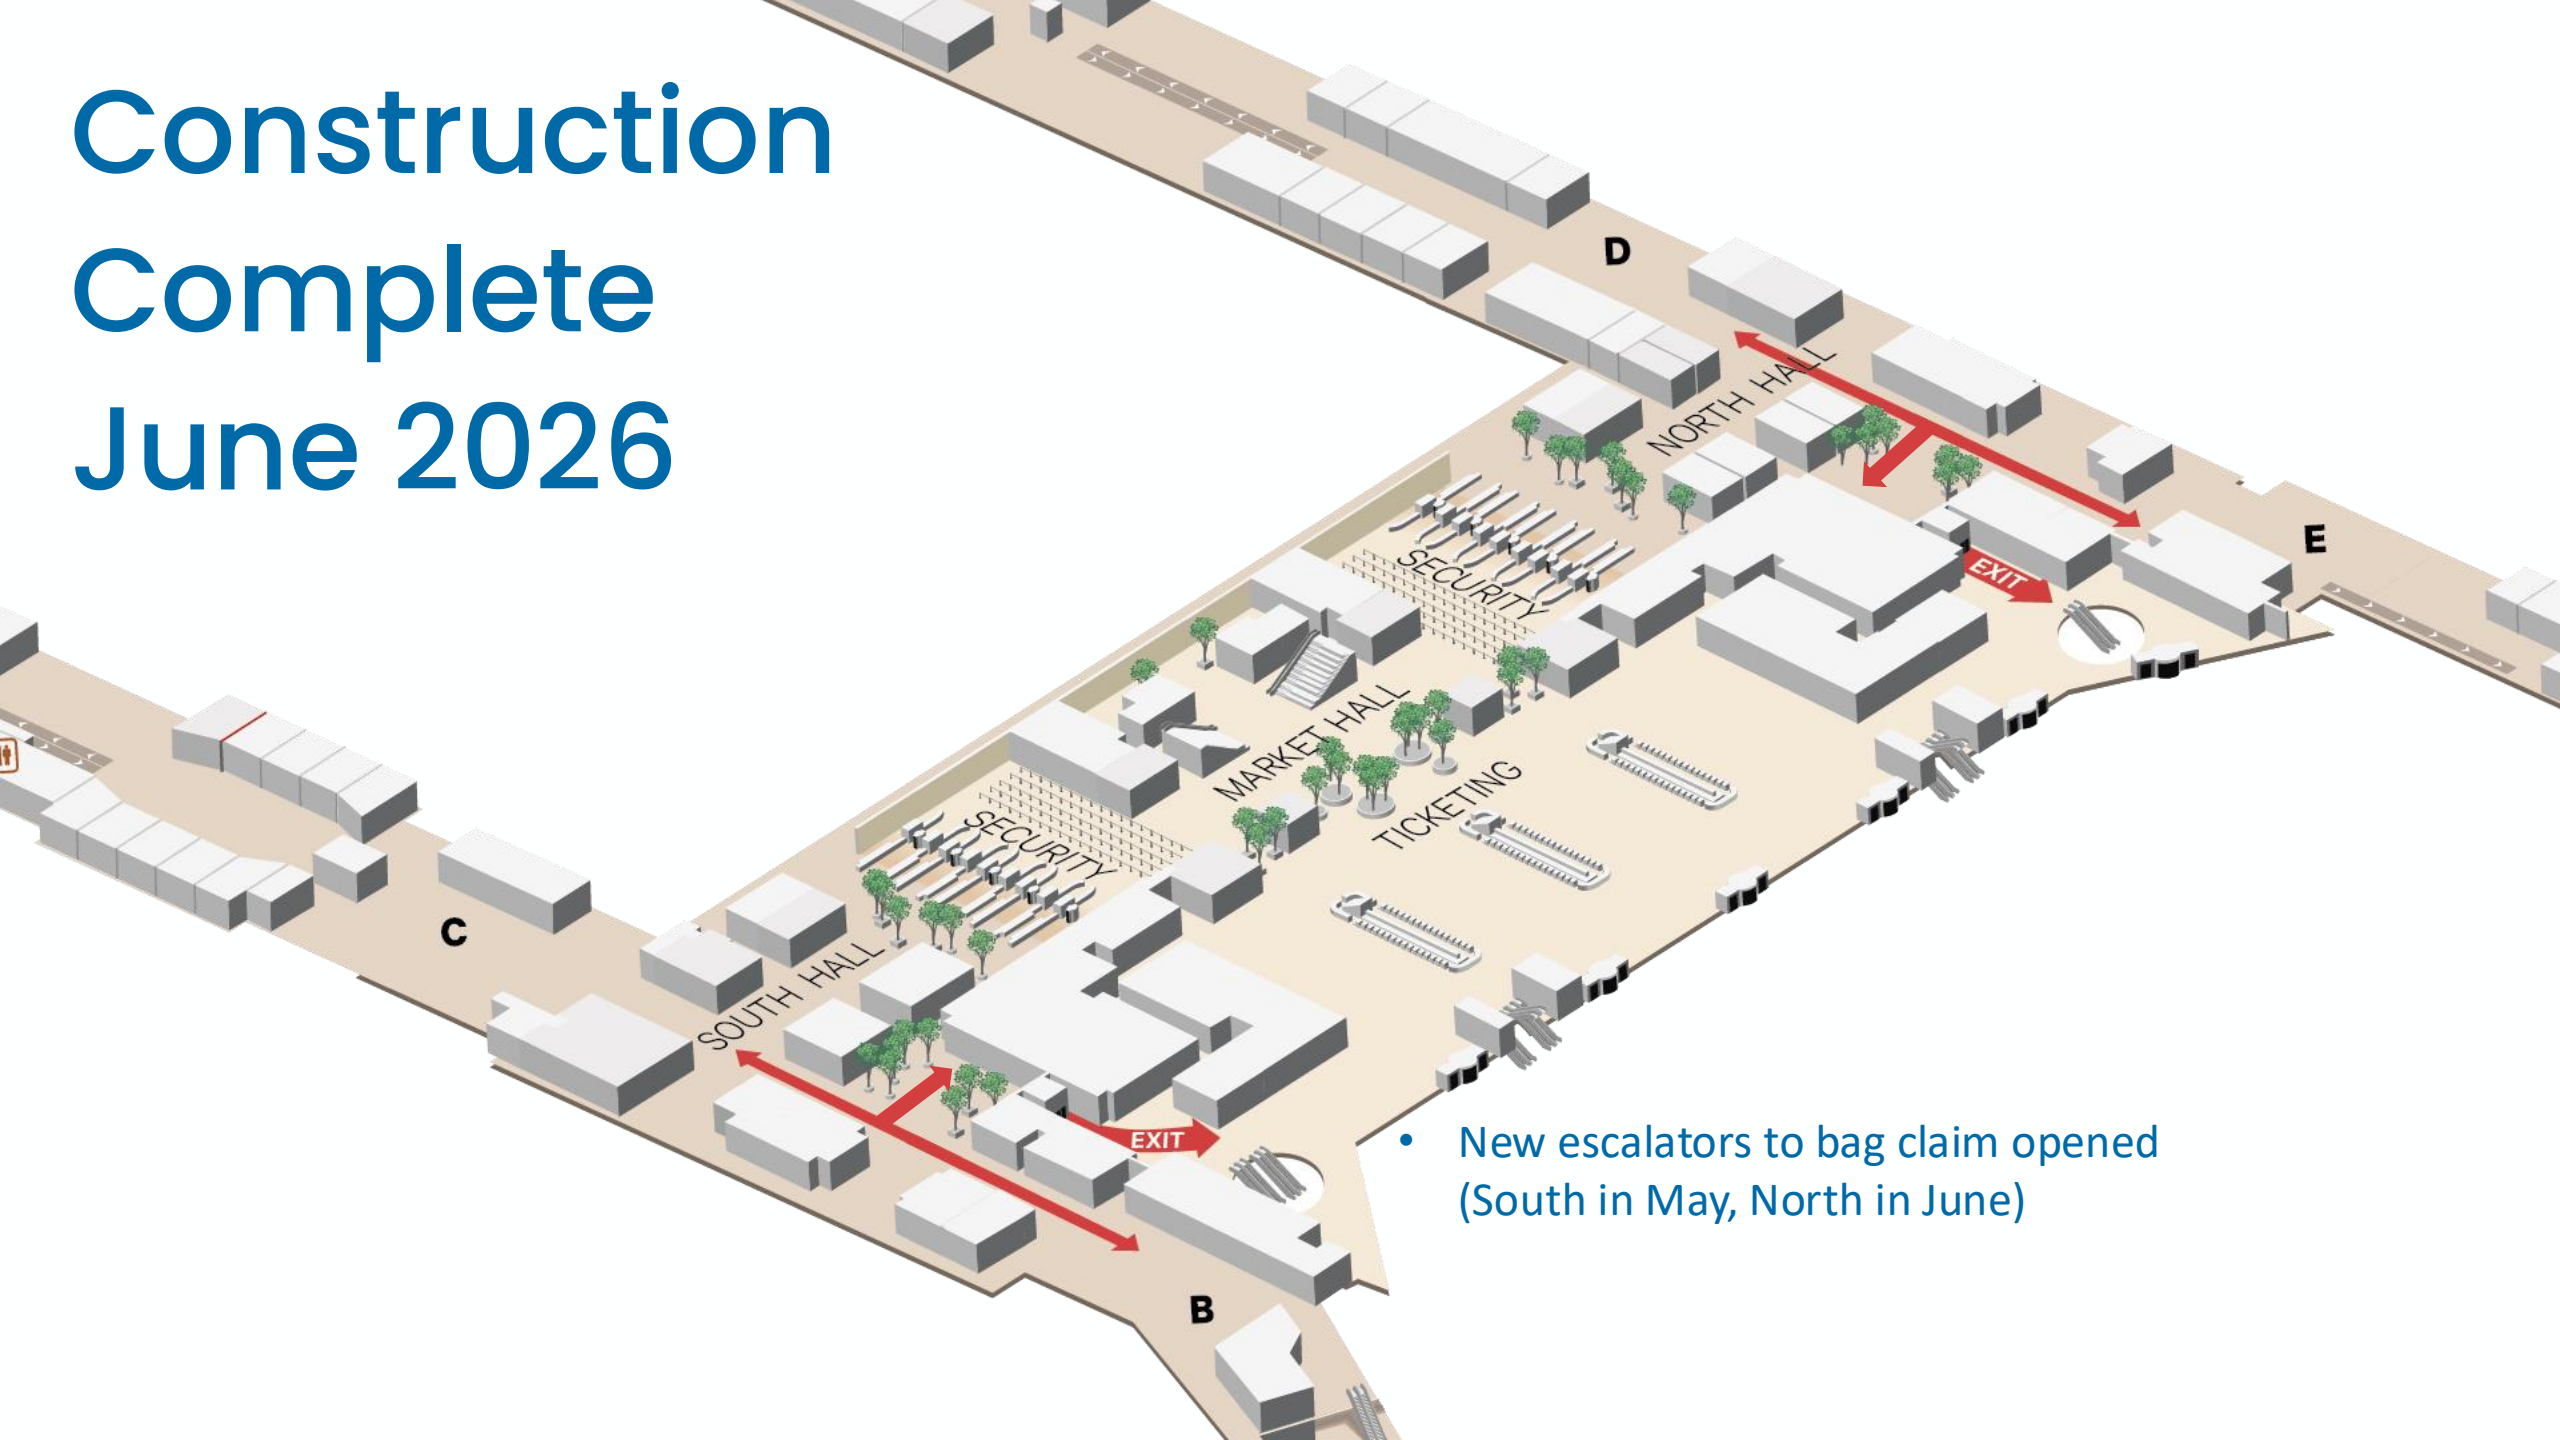 Construction
Complete
June 2026
D
NORTH HALL
E
SECURITY
EXIT
MARKET HALL
TICKETING
SECURITY
C
SOUTH HALL
EXIT
B
• New escalators to bag claim opened
(South in May, North in June)